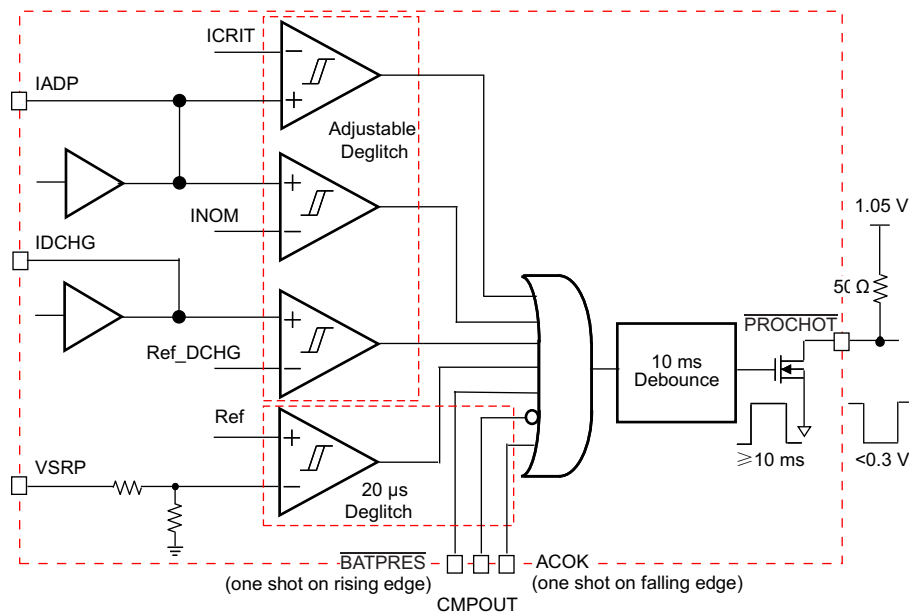 ICRIT
IADP
Adjustable
Deglitch
INOM
IDCHG
Ref_DCHG
Ref
VSRP
20 µs
Deglitch
10 ms
Debounce
PROCHOT
1.05 V
50 Ω
≥10 ms
<0.3 V
BATPRES
(one shot on rising edge)
CMPOUT
ACOK
(one shot on falling edge)